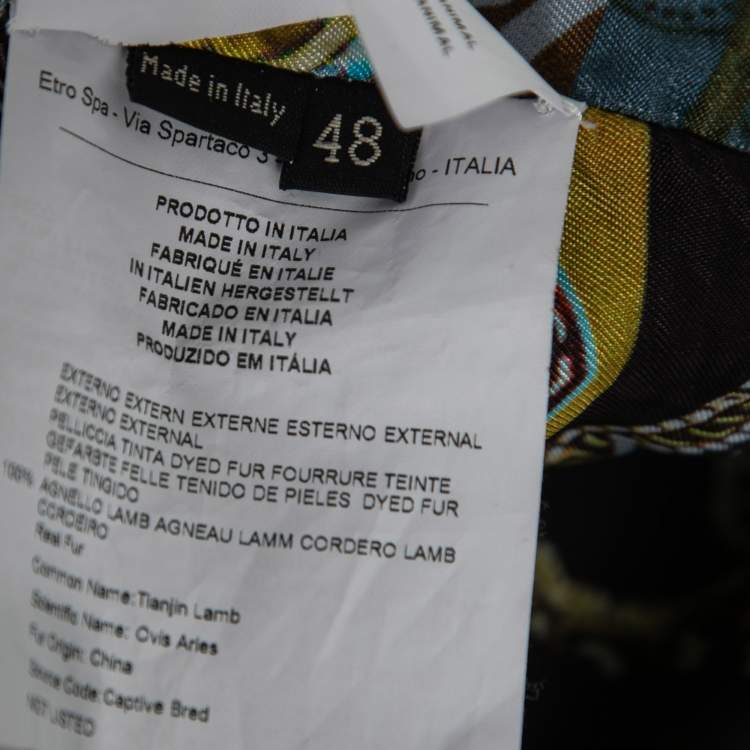 ANIMAL
ANIMAL
Made in Italy
48
Etro Spa - Via Spartaco 3 - ITALIA
PRODOTTO IN ITALIA
MADE IN ITALY
FABRIQUÉ EN ITALIE
IN ITALIEN HERGESTELLT
FABRICADO EN ITALIA
MADE IN ITALY
PRODUZIDO EM ITÁLIA
EXTERNO EXTERN EXTERNE ESTERNO EXTERNAL
EXTERNO EXTERNAL
PELLICCIA TINTA DYED FUR FOURRURE TEINTE
GEFARBTE FELLE TENIDO DE PIELES DYED FUR
PELE TINGIDO
100% AGNELLO LAMB AGNEAU LAMM CORDERO LAMB
CORDEIRO
Real Fur
Common Name:Tianjin Lamb
Scientific Name: Ovis Aries
Fur Origin: China
Source Code: Captive Bred
NOT LISTED